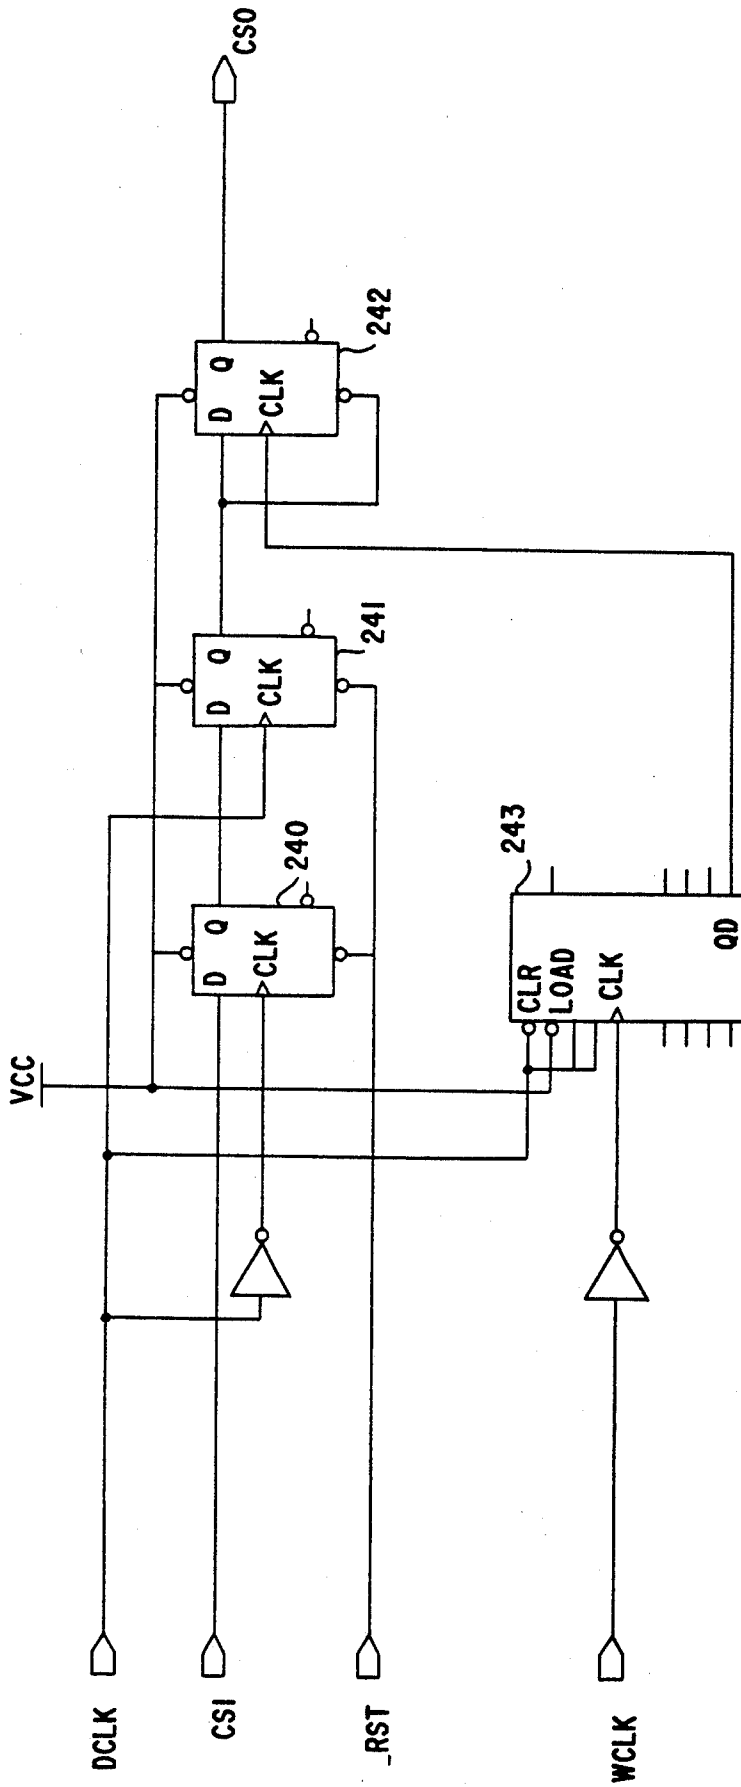 VCC
DCLK
CSI
_RST
WCLK
D
Q
CLK
240
D
Q
CLK
241
D
Q
CLK
242
CSO
CLR
LOAD
CLK
QD
243